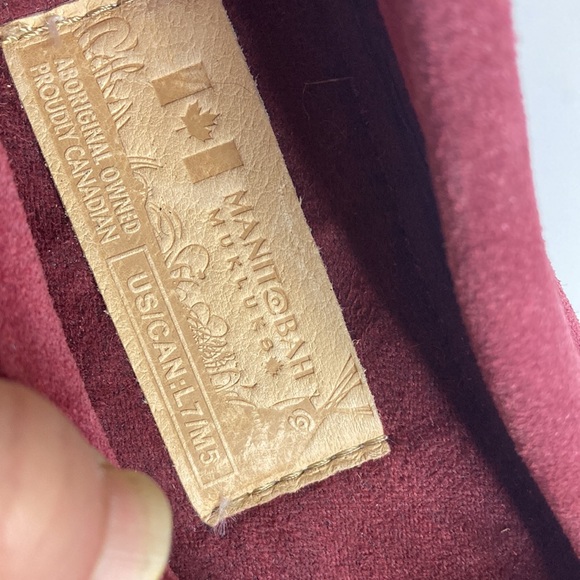 MANITOBAH
MUKLUKS
ABORIGINAL OWNED
PROUDLY CANADIAN
US/CAN:L7/M5